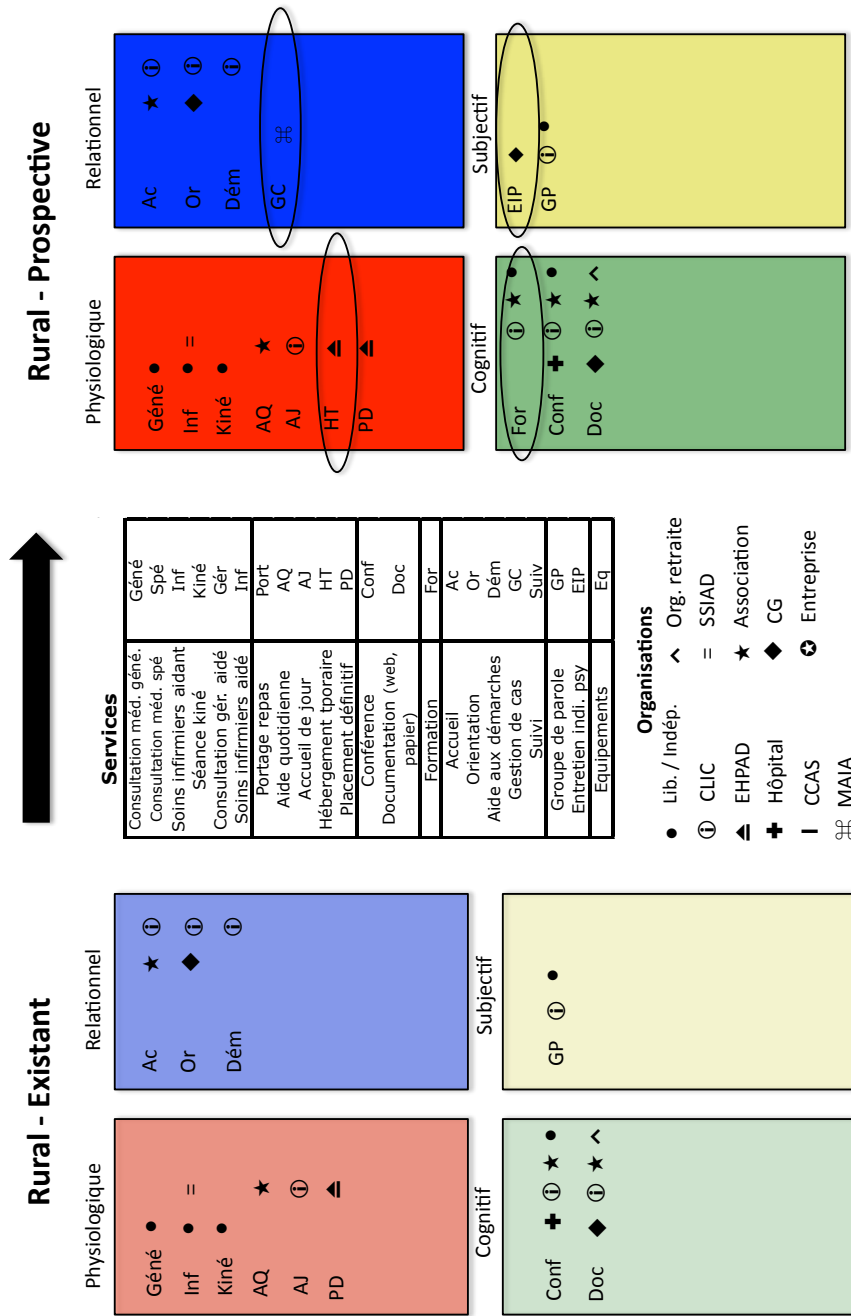 Rural - Existant
Physiologique
Géné ●
Inf ● =
Kiné ●
AQ ★
AJ ⓘ
PD ⏏
Relationnel
Ac ★ ⓘ
Or ◆ ⓘ
Dém ⓘ
Cognitif
Conf ✚ ⓘ ★ ●
Doc ◆ ⓘ ★ ^
Subjectif
GP ⓘ ●
Services
Consultation méd. géné. Géné
Consultation méd. spé Spé
Soins infirmiers aidant Inf
Séance kiné Kiné
Consultation gér. aidé Gér
Soins infirmiers aidé Inf
Portage repas Port
Aide quotidienne AQ
Accueil de jour AJ
Hébergement tporaire HT
Placement définitif PD
Conférence Conf
Documentation (web, Doc
papier)
Formation For
Accueil Ac
Orientation Or
Aide aux démarches Dém
Gestion de cas GC
Suivi Suiv
Groupe de parole GP
Entretien indi. psy EIP
Equipements Eq
Organisations
● Lib. / Indép. ^ Org. retraite
ⓘ CLIC = SSIAD
⏏ EHPAD ★ Association
✚ Hôpital ◆ CG
I CCAS ✪ Entreprise
⌘ MAIA
Rural - Prospective
Physiologique
Géné ●
Inf ● =
Kiné ●
AQ ★
AJ ⓘ
HT ⏏
PD ⏏
Relationnel
Ac ★ ⓘ
Or ◆ ⓘ
Dém ⓘ
GC ⌘
Cognitif
For ⓘ ★ ●
Conf ✚ ⓘ ★ ●
Doc ◆ ⓘ ★ ^
Subjectif
EIP ◆
GP ⓘ ●